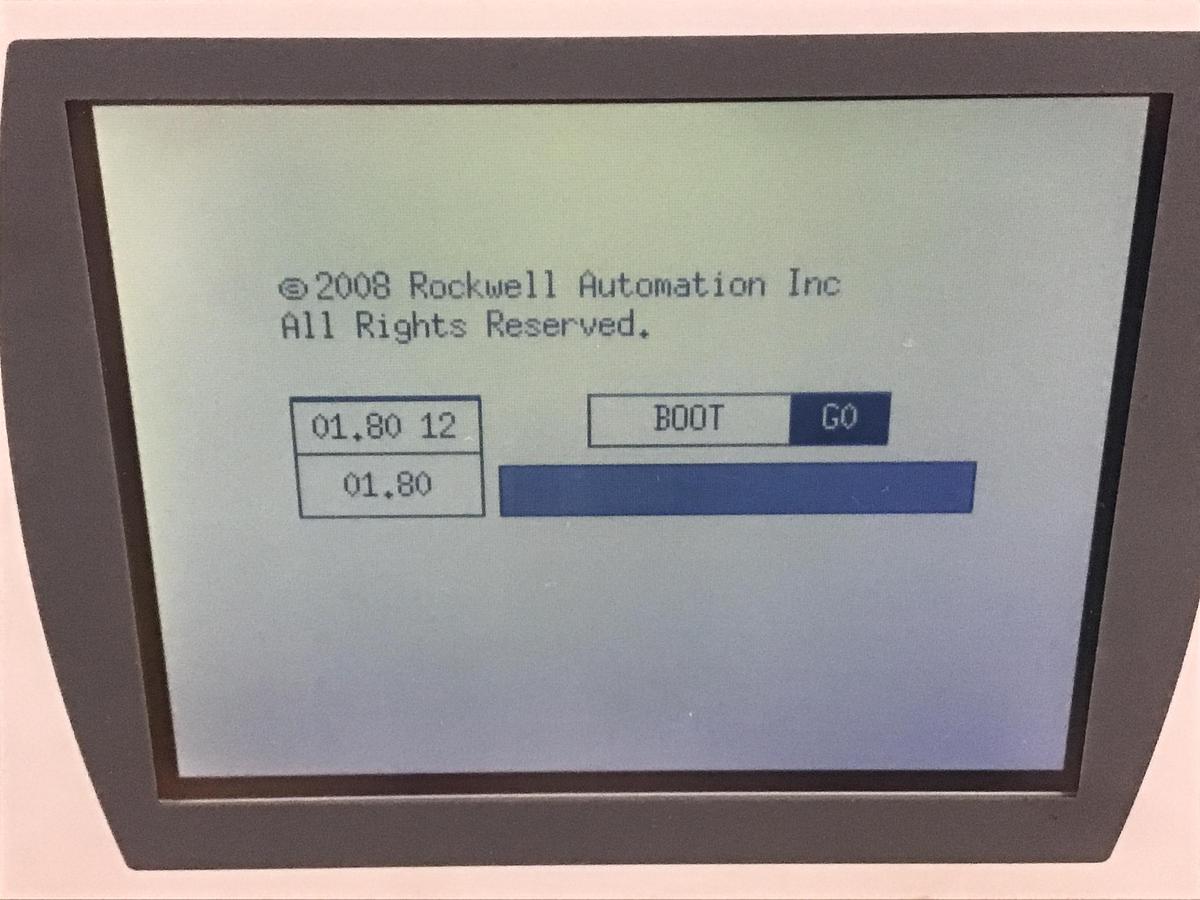 ©2008 Rockwell Automation Inc
All Rights Reserved.
01.80 12
BOOT GO
01.80